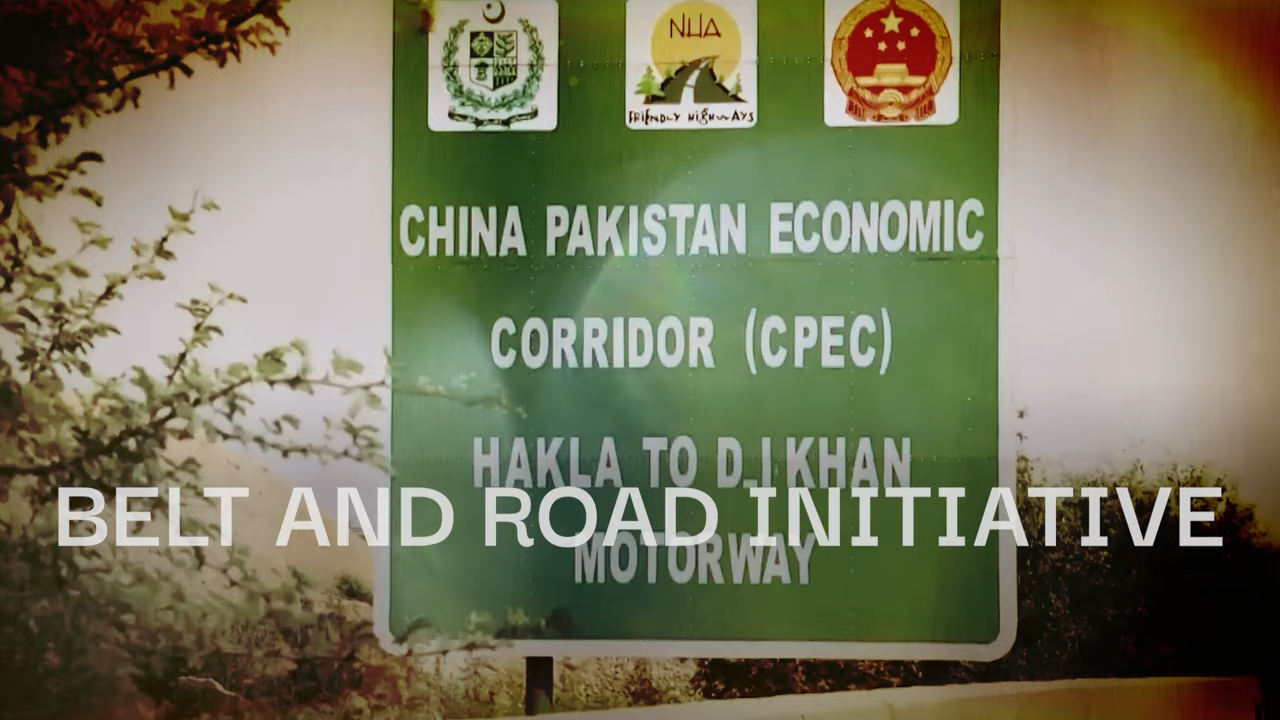 NHA
FRIENDLY HIGHWAYS
CHINA PAKISTAN ECONOMIC
CORRIDOR (CPEC)
HAKLA TO D.I KHAN
BELT AND ROAD INITIATIVE
MOTORWAY